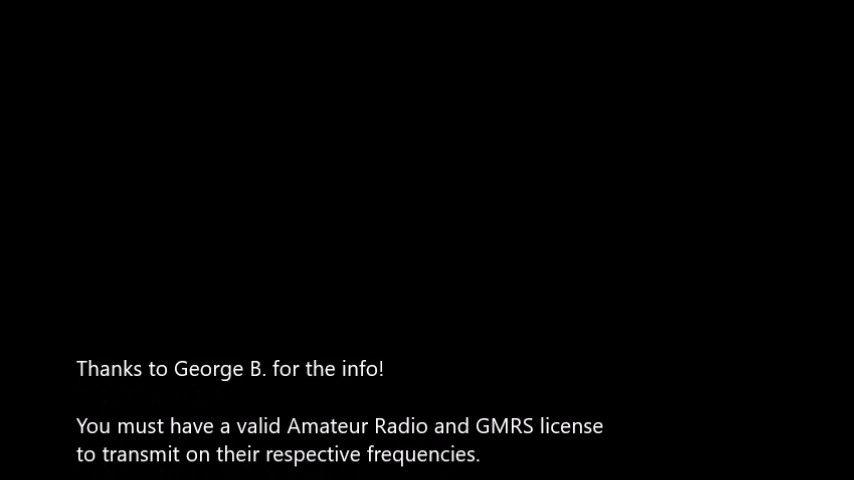 Thanks to George B. for the info!
You must have a valid Amateur Radio and GMRS license
to transmit on their respective frequencies.